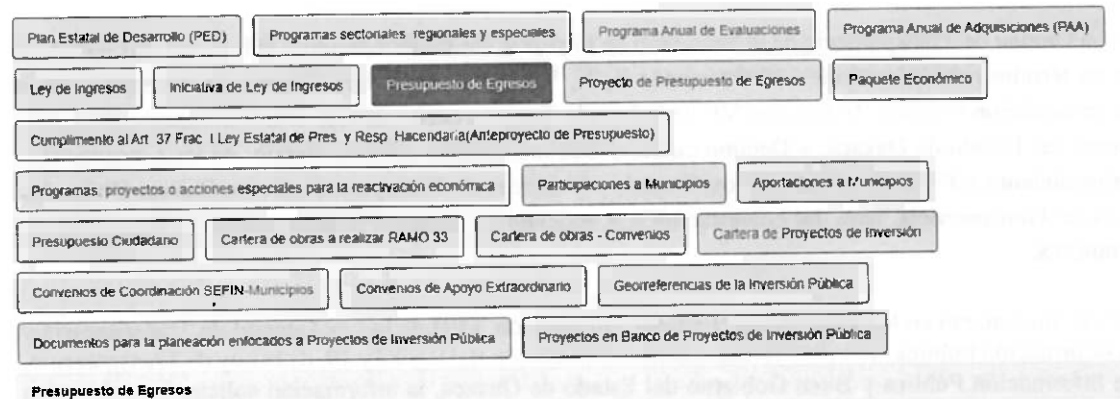 Plan Estatal de Desarrollo (PED) Programas sectoriales regionales y especiales Programa Anual de Evaluaciones Programa Anual de Adquisiciones (PAA)
Ley de Ingresos Iniciativa de Ley de Ingresos Presupuesto de Egresos Proyecto de Presupuesto de Egresos Paquete Económico
Cumplimiento al Art 37 Frac I Ley Estatal de Pres y Resp Hacendaria(Anteproyecto de Presupuesto)
Programas, proyectos o acciones especiales para la reactivación económica Participaciones a Municipios Aportaciones a Municipios
Presupuesto Ciudadano Cartera de obras a realizar RAMO 33 Cartera de obras - Convenios Cartera de Proyectos de Inversión
Convenios de Coordinación SEFIN-Municipios Convenios de Apoyo Extraordinario Georreferencias de la Inversión Pública
Documentos para la planeación enfocados a Proyectos de Inversión Pública Proyectos en Banco de Proyectos de Inversión Pública
Presupuesto de Egresos